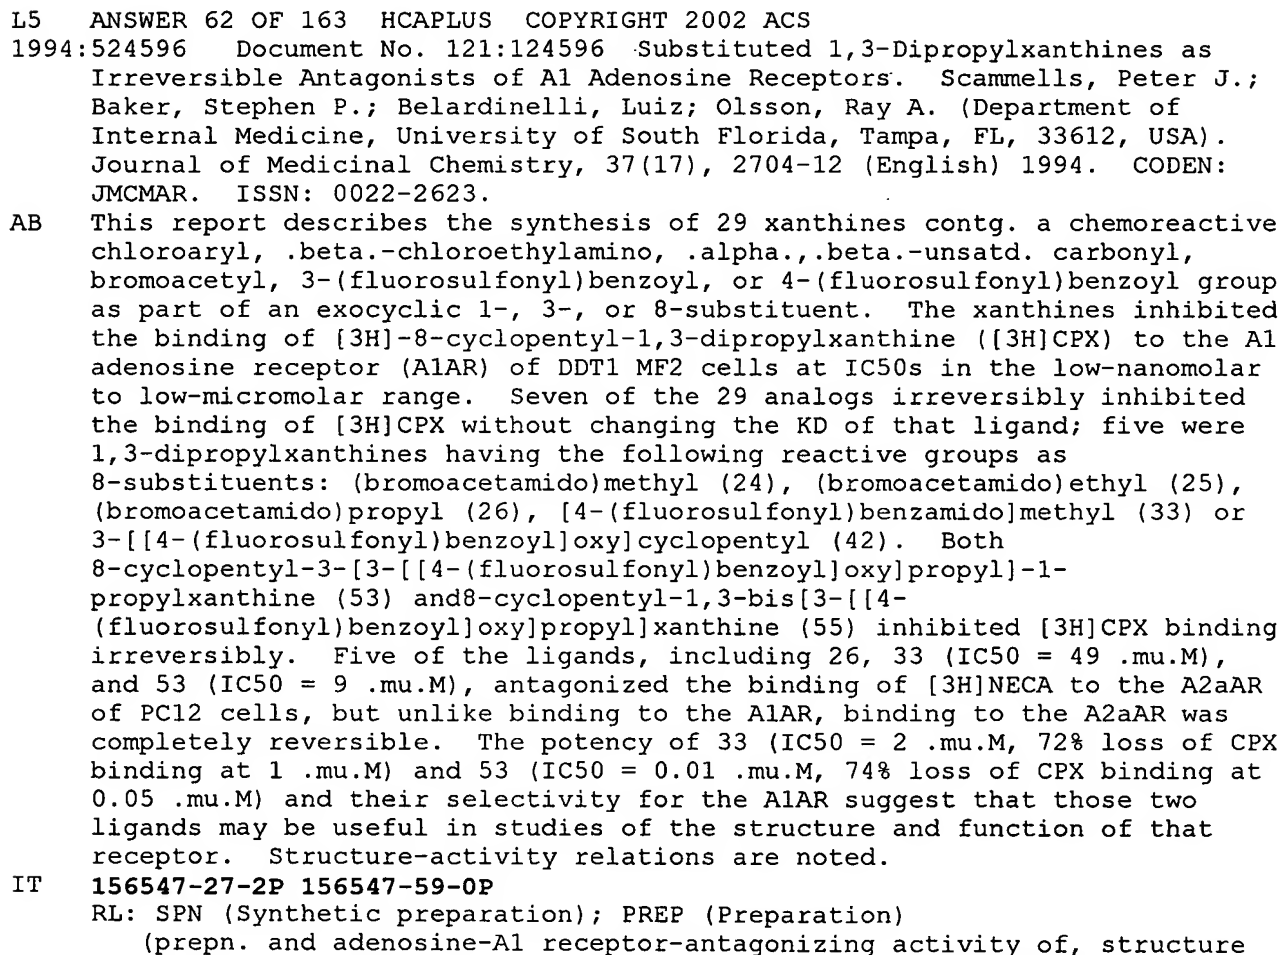 L5 ANSWER 62 OF 163 HCAPLUS COPYRIGHT 2002 ACS
1994:524596 Document No. 121:124596 Substituted 1,3-Dipropylxanthines as
Irreversible Antagonists of A1 Adenosine Receptors. Scammells, Peter J.;
Baker, Stephen P.; Belardinelli, Luiz; Olsson, Ray A. (Department of
Internal Medicine, University of South Florida, Tampa, FL, 33612, USA).
Journal of Medicinal Chemistry, 37(17), 2704-12 (English) 1994. CODEN:
JMCMAR. ISSN: 0022-2623.
AB This report describes the synthesis of 29 xanthines contg. a chemoreactive
chloroaryl, .beta.-chloroethylamino, .alpha.,.beta.-unsatd. carbonyl,
bromoacetyl, 3-(fluorosulfonyl)benzoyl, or 4-(fluorosulfonyl)benzoyl group
as part of an exocyclic 1-, 3-, or 8-substituent. The xanthines inhibited
the binding of [3H]-8-cyclopentyl-1,3-dipropylxanthine ([3H]CPX) to the A1
adenosine receptor (A1AR) of DDT1 MF2 cells at IC50s in the low-nanomolar
to low-micromolar range. Seven of the 29 analogs irreversibly inhibited
the binding of [3H]CPX without changing the KD of that ligand; five were
1,3-dipropylxanthines having the following reactive groups as
8-substituents: (bromoacetamido)methyl (24), (bromoacetamido)ethyl (25),
(bromoacetamido)propyl (26), [4-(fluorosulfonyl)benzamido]methyl (33) or
3-[[4-(fluorosulfonyl)benzoyl]oxy]cyclopentyl (42). Both
8-cyclopentyl-3-[3-[[4-(fluorosulfonyl)benzoyl]oxy]propyl]-1-
propylxanthine (53) and8-cyclopentyl-1,3-bis[3-[[4-
(fluorosulfonyl)benzoyl]oxy]propyl]xanthine (55) inhibited [3H]CPX binding
irreversibly. Five of the ligands, including 26, 33 (IC50 = 49 .mu.M),
and 53 (IC50 = 9 .mu.M), antagonized the binding of [3H]NECA to the A2aAR
of PC12 cells, but unlike binding to the A1AR, binding to the A2aAR was
completely reversible. The potency of 33 (IC50 = 2 .mu.M, 72% loss of CPX
binding at 1 .mu.M) and 53 (IC50 = 0.01 .mu.M, 74% loss of CPX binding at
0.05 .mu.M) and their selectivity for the A1AR suggest that those two
ligands may be useful in studies of the structure and function of that
receptor. Structure-activity relations are noted.
IT 156547-27-2P 156547-59-0P
RL: SPN (Synthetic preparation); PREP (Preparation)
(prepn. and adenosine-A1 receptor-antagonizing activity of, structure